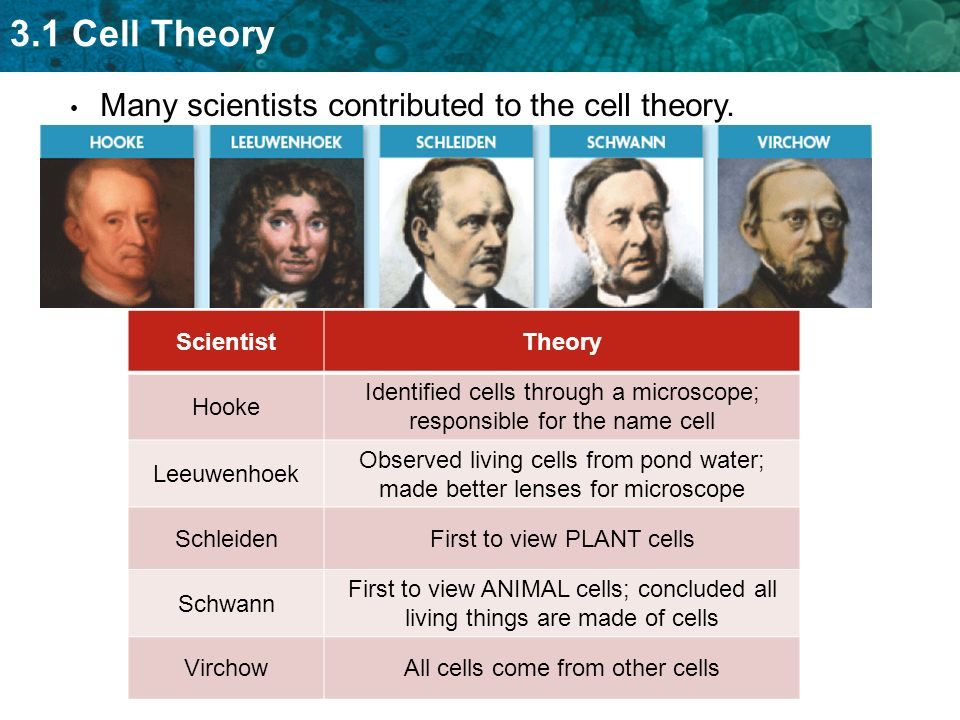 3.1 Cell Theory
• Many scientists contributed to the cell theory.
HOOKE LEEUWENHOEK SCHLEIDEN SCHWANN VIRCHOW
Scientist Theory
Hooke Identified cells through a microscope;
responsible for the name cell
Leeuwenhoek Observed living cells from pond water;
made better lenses for microscope
Schleiden First to view PLANT cells
Schwann First to view ANIMAL cells; concluded all
living things are made of cells
Virchow All cells come from other cells